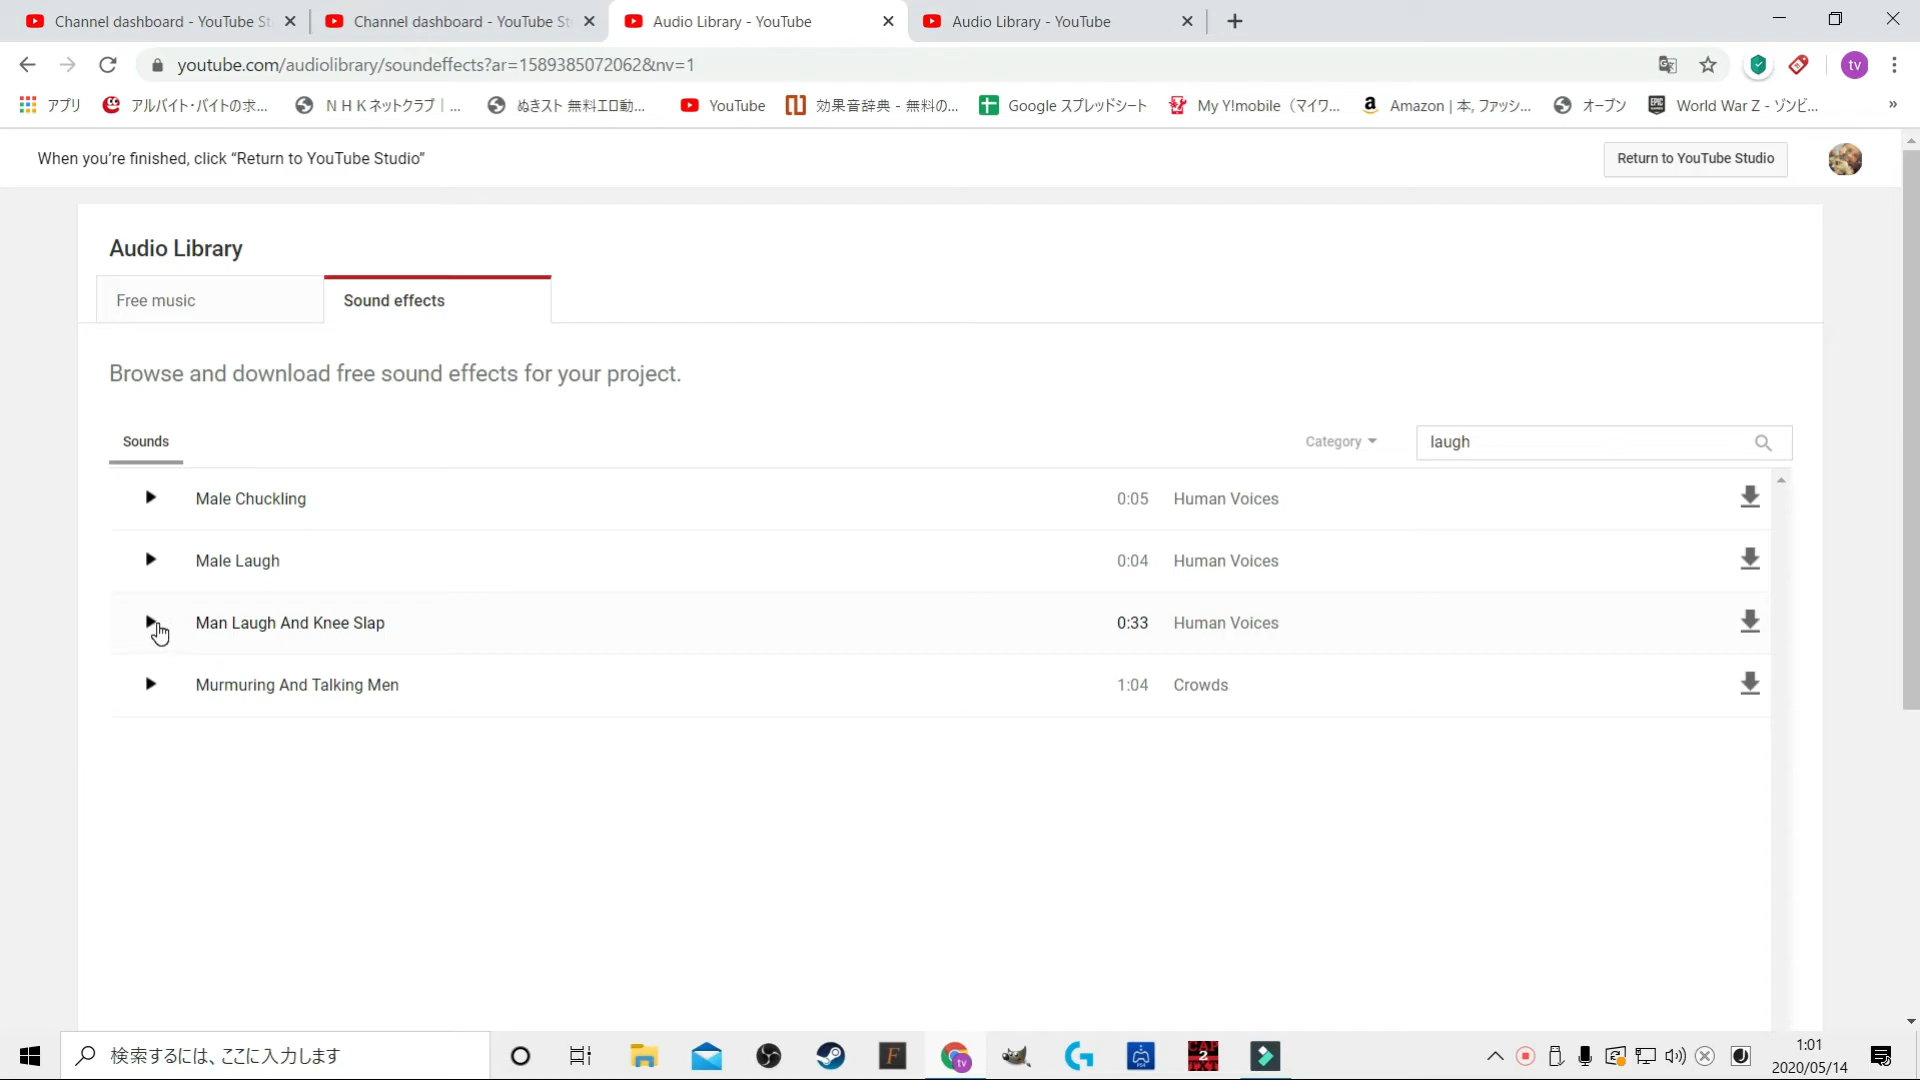 Channel dashboard - YouTube St
Channel dashboard - YouTube St
Audio Library - YouTube
Audio Library - YouTube
youtube.com/audiolibrary/soundeffects?ar=1589385072062&nv=1
tv
アプリ
アルバイト・バイトの求...
ＮＨＫネットクラブ｜...
ぬきスト 無料エロ動...
YouTube
効果音辞典 - 無料の...
Google スプレッドシート
My Y!mobile（マイワ...
Amazon | 本, ファッシ...
オープン
World War Z - ゾンビ...
»
When you’re finished, click “Return to YouTube Studio”
Return to YouTube Studio
Audio Library
Free music
Sound effects
Browse and download free sound effects for your project.
Sounds
Category
laugh
Male Chuckling 0:05 Human Voices
Male Laugh 0:04 Human Voices
Man Laugh And Knee Slap 0:33 Human Voices
Murmuring And Talking Men 1:04 Crowds
検索するには、ここに入力します
1:01
2020/05/14